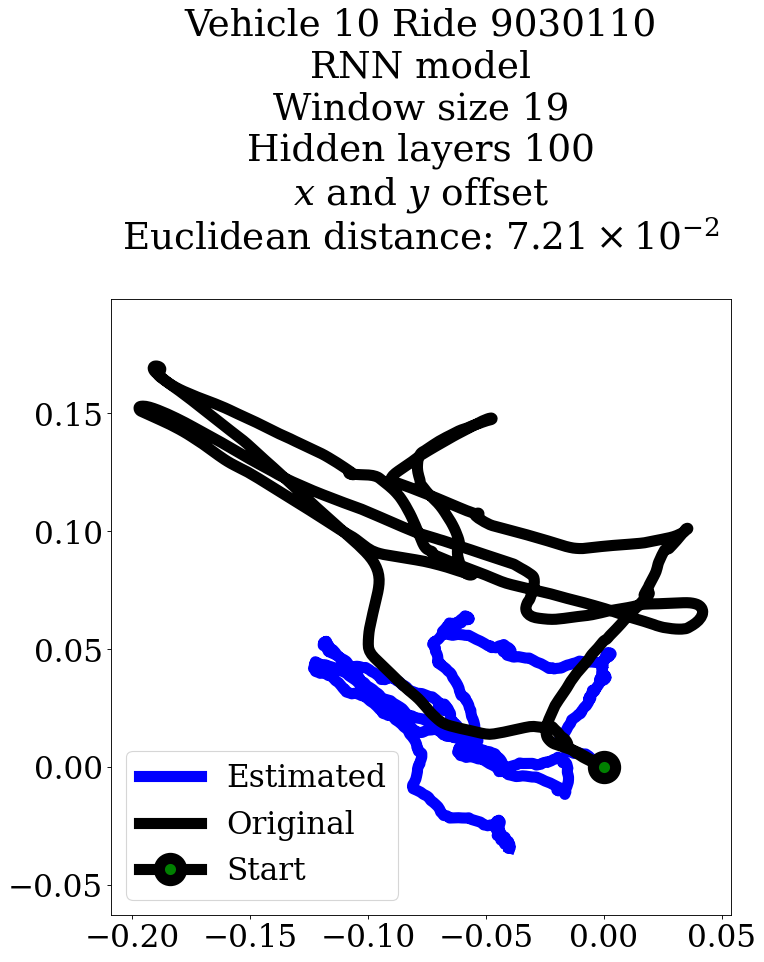 Vehicle 10 Ride 9030110
RNN model
Window size 19
Hidden layers 100
x and y offset
Euclidean distance: 7.21 × 10⁻²
0.15
0.10
0.05
0.00
−0.05
Estimated
Original
Start
−0.20 −0.15 −0.10 −0.05 0.00 0.05